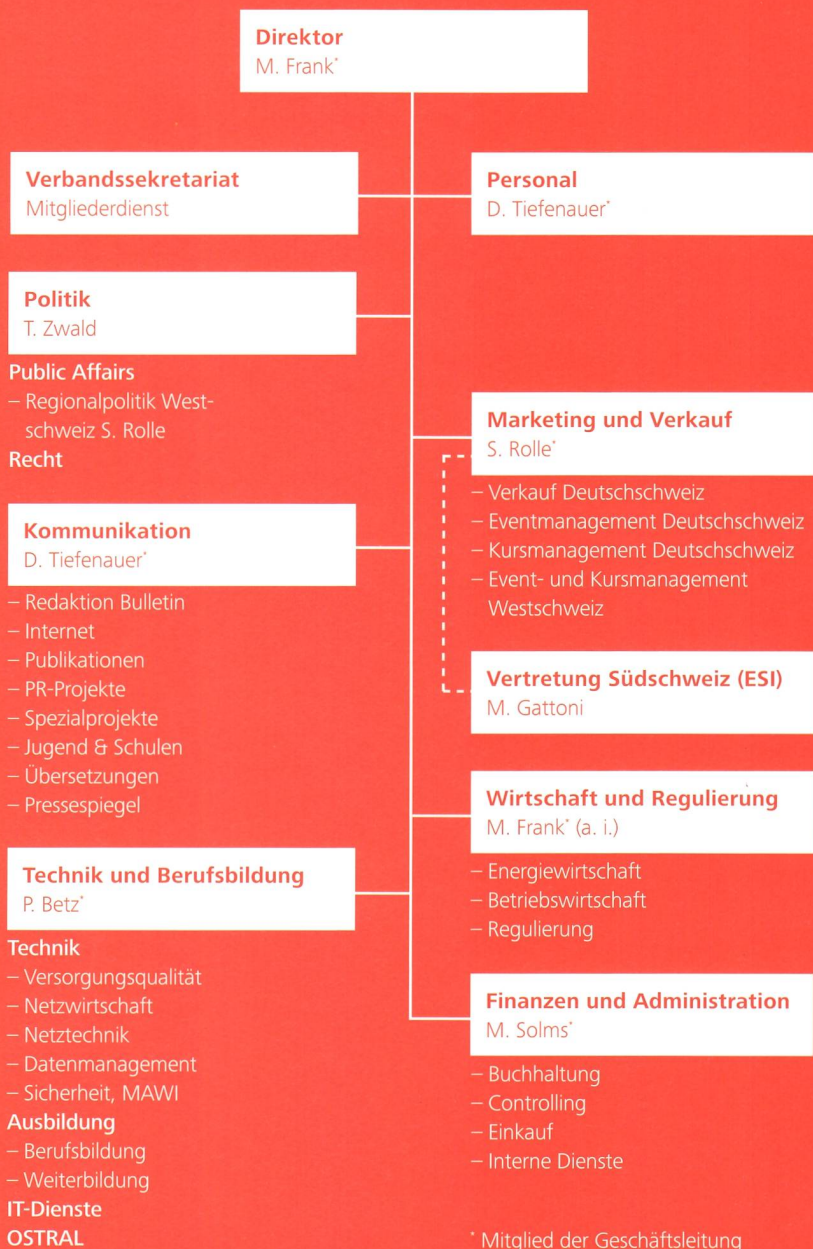 Direktor
M. Frank*
Verbandssekretariat
Mitgliederdienst
Personal
D. Tiefenauer*
Politik
T. Zwald
Public Affairs
– Regionalpolitik West-
schweiz S. Rolle
Recht
Marketing und Verkauf
S. Rolle*
– Verkauf Deutschschweiz
– Eventmanagement Deutschschweiz
– Kursmanagement Deutschschweiz
– Event- und Kursmanagement
Westschweiz
Kommunikation
D. Tiefenauer*
– Redaktion Bulletin
– Internet
– Publikationen
– PR-Projekte
– Spezialprojekte
– Jugend & Schulen
– Übersetzungen
– Pressespiegel
Vertretung Südschweiz (ESI)
M. Gattoni
Wirtschaft und Regulierung
M. Frank* (a. i.)
– Energiewirtschaft
– Betriebswirtschaft
– Regulierung
Technik und Berufsbildung
P. Betz*
Technik
– Versorgungsqualität
– Netzwirtschaft
– Netztechnik
– Datenmanagement
– Sicherheit, MAWI
Ausbildung
– Berufsbildung
– Weiterbildung
IT-Dienste
OSTRAL
Finanzen und Administration
M. Solms*
– Buchhaltung
– Controlling
– Einkauf
– Interne Dienste
* Mitglied der Geschäftsleitung